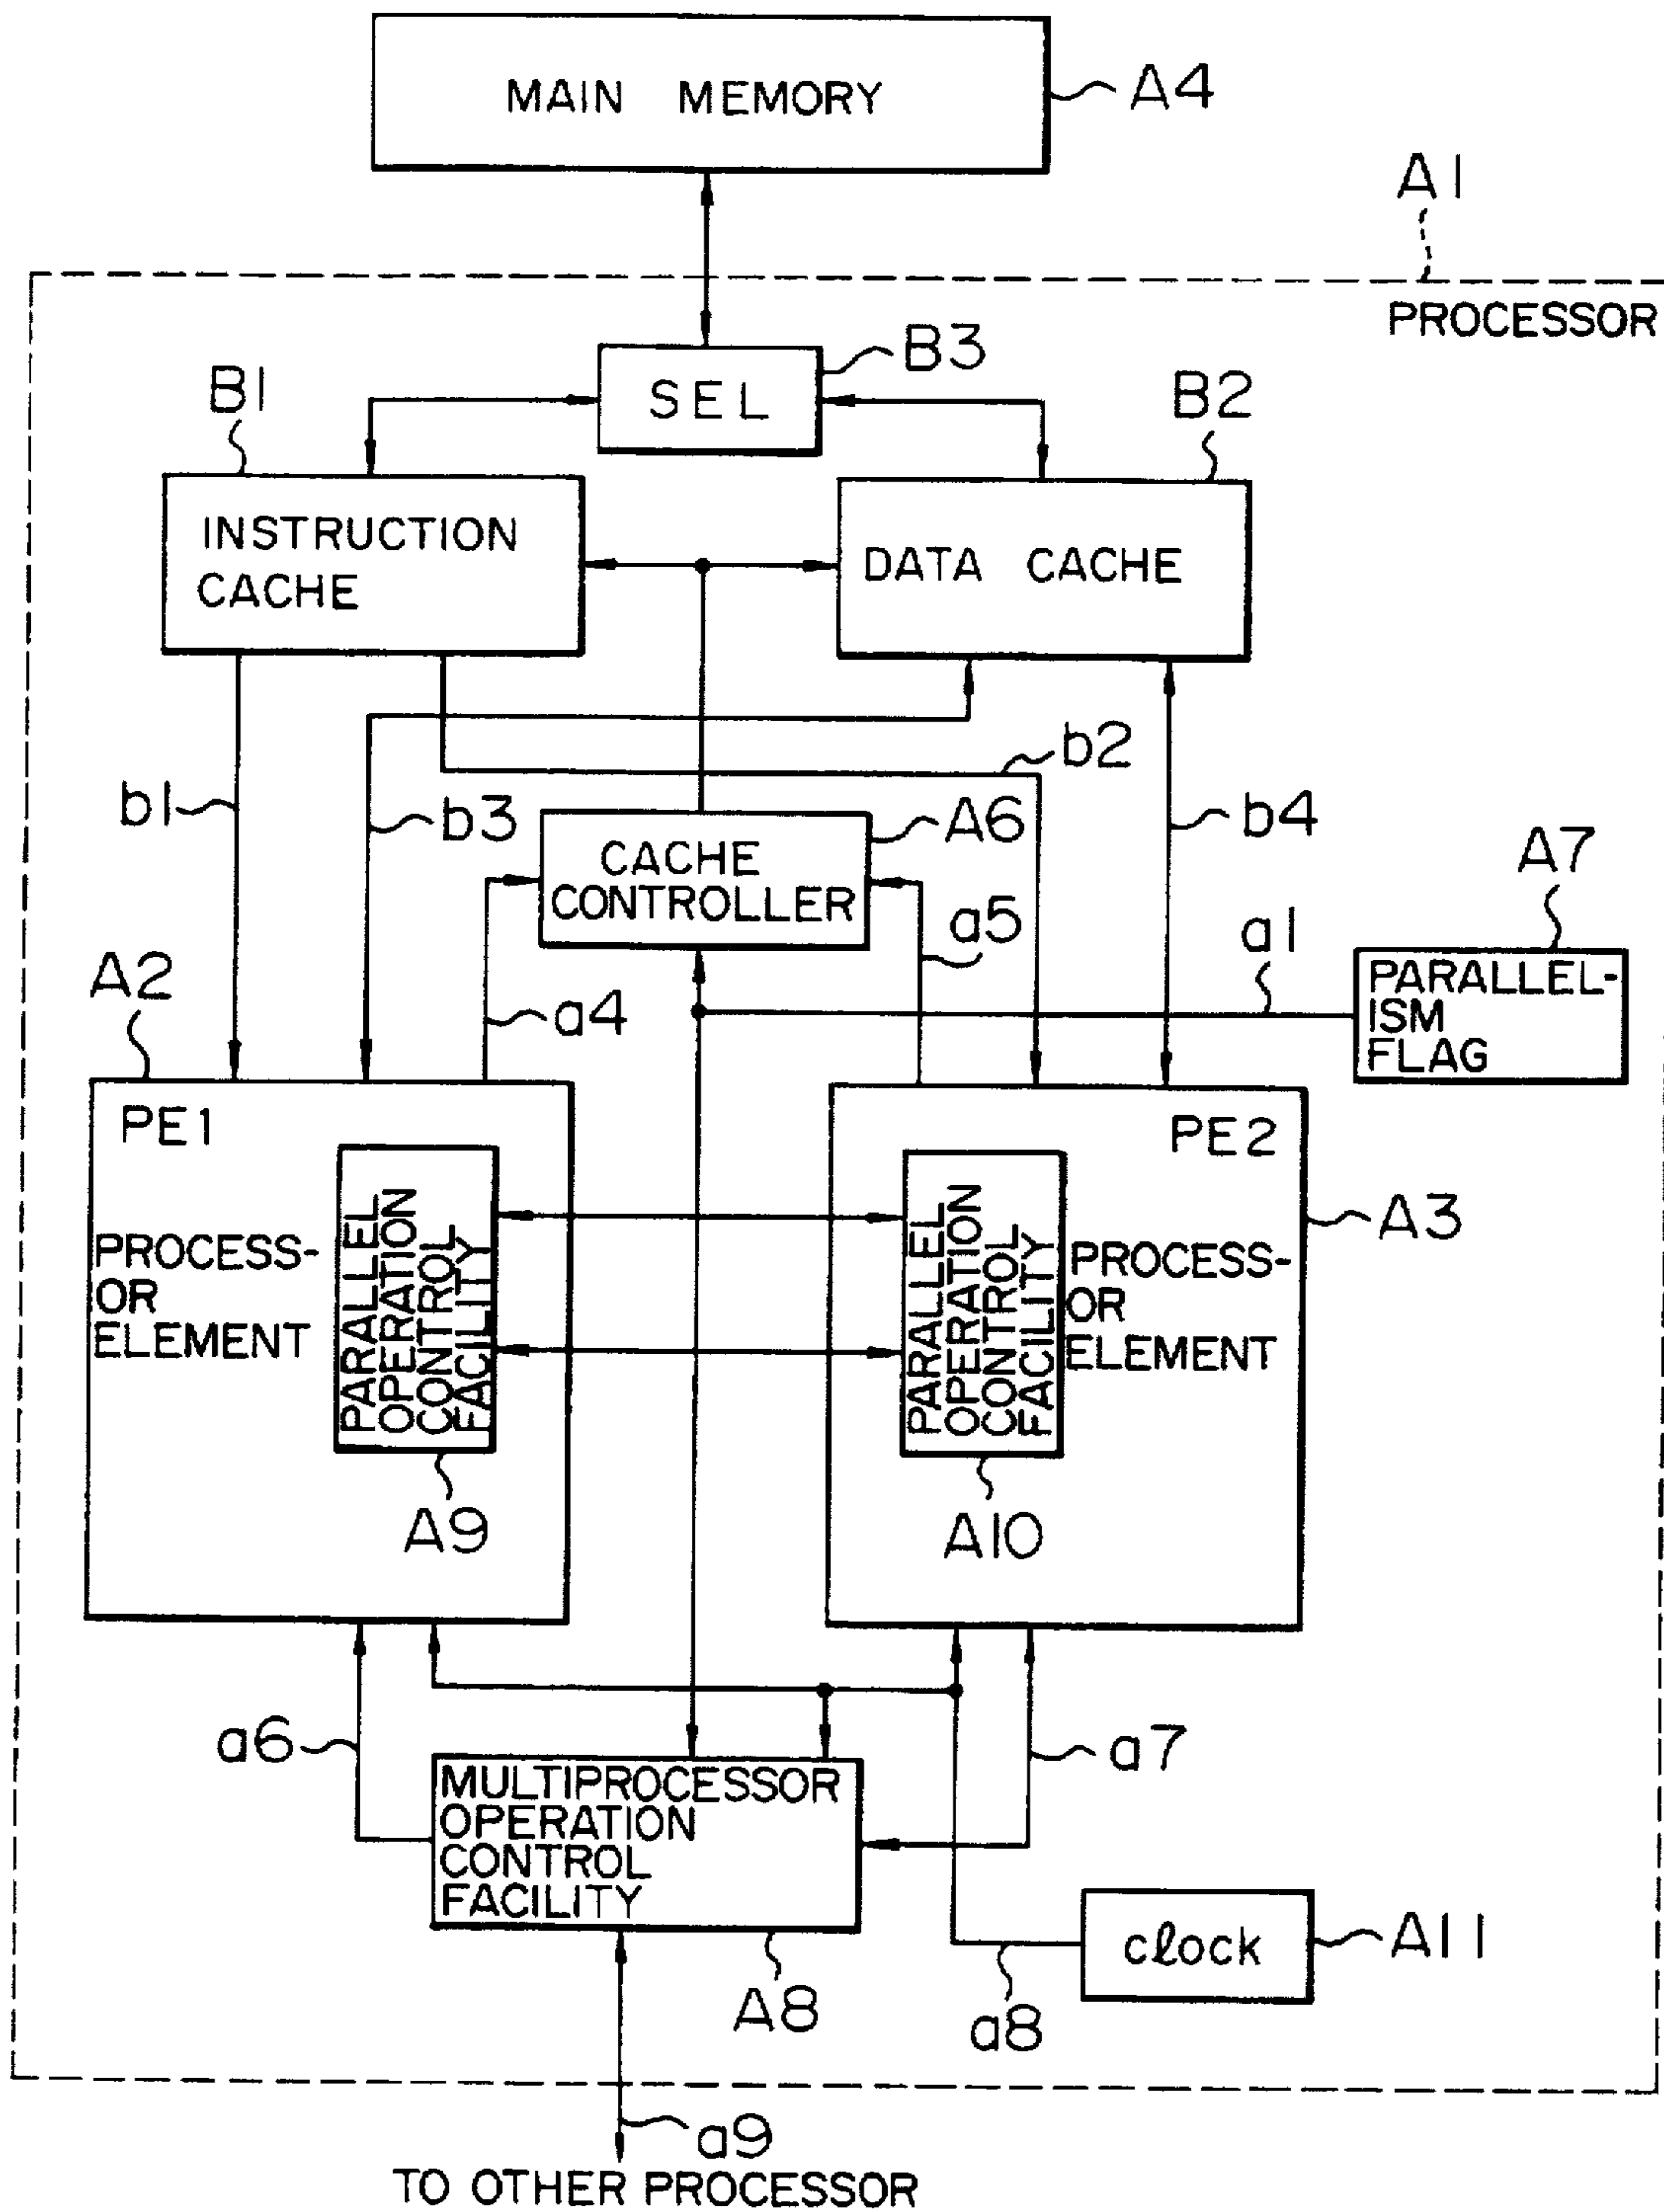 MAIN MEMORY
A4
A1
PROCESSOR
SEL
B3
B1
B2
INSTRUCTION
CACHE
DATA CACHE
b1
b3
b2
b4
A6
CACHE
CONTROLLER
a4
a5
a1
A7
PARALLEL-
ISM
FLAG
A2
PE1
PROCESS-
OR
ELEMENT
PARALLEL
OPERATION
CONTROL
FACILITY
A9
PE2
A3
PARALLEL
OPERATION
CONTROL
FACILITY
PROCESS-
OR
ELEMENT
A10
a6
a7
MULTIPROCESSOR
OPERATION
CONTROL
FACILITY
A8
clock
A11
a8
a9
TO OTHER PROCESSOR